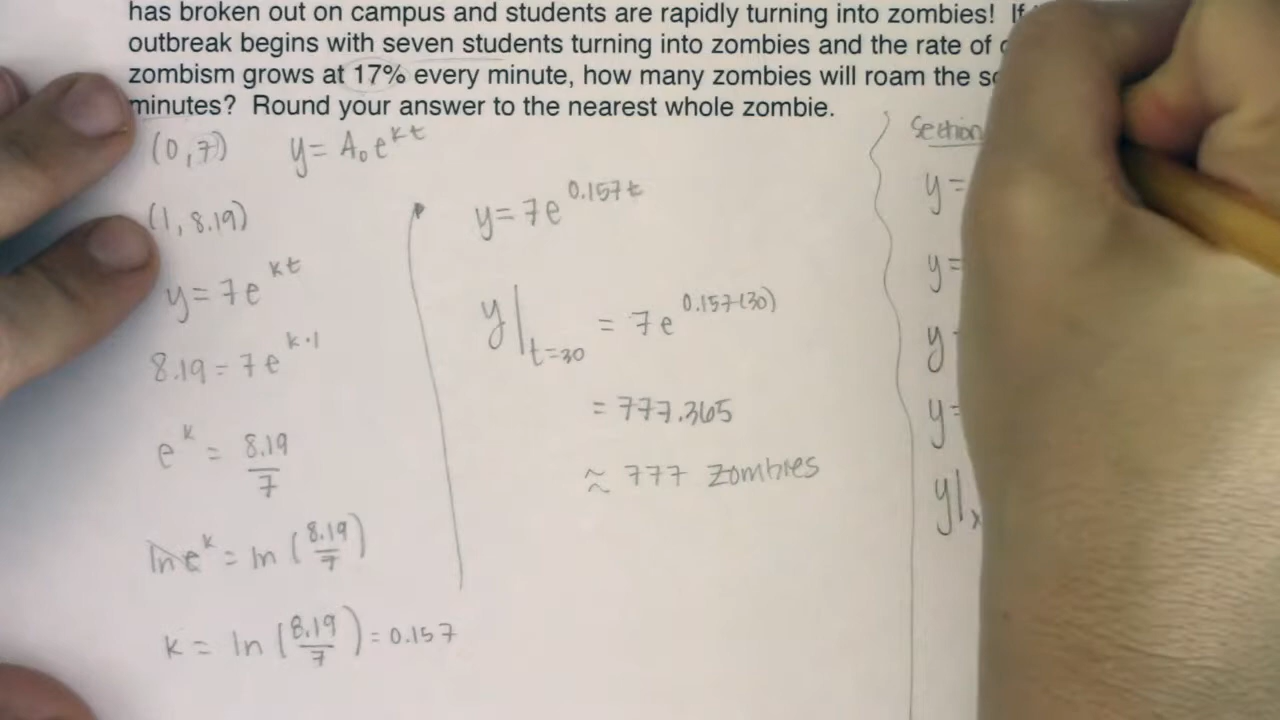 has broken out on campus and students are rapidly turning into zombies! If
outbreak begins with seven students turning into zombies and the rate of
zombism grows at 17% every minute, how many zombies will roam the
minutes? Round your answer to the nearest whole zombie.
(0,7) y = A₀e^kt
(1, 8.19)
y = 7e^kt
8.19 = 7e^k·1
e^k = 8.19/7
ln e^k = ln (8.19/7)
k = ln (8.19/7) = 0.157
y = 7e^0.157t
y|t=30 = 7e^0.157(30)
= 777.365
≈ 777 zombies
Section
y =
y =
y
y =
y|x